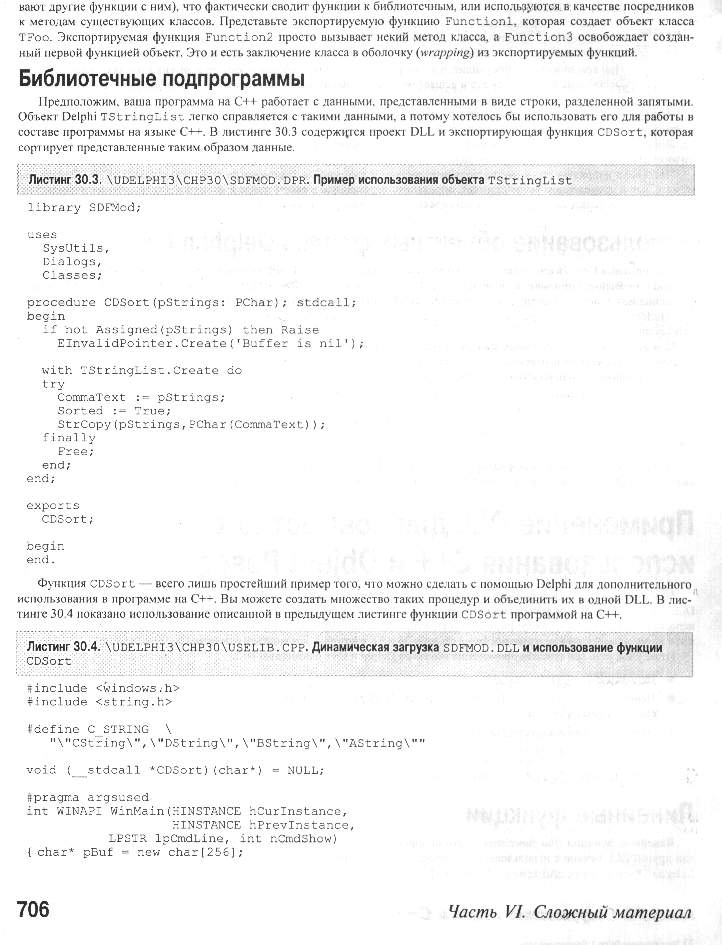 вают другие функции с ним), что фактически сводит функции к библиотечным, или используются в качестве посредников
к методам существующих классов. Представьте экспортируемую функцию Function1, которая создает объект класса
TFoo. Экспортируемая функция Function2 просто вызывает некий метод класса, а Function3 освобождает создан-
ный первой функцией объект. Это и есть заключение класса в оболочку (wrapping) из экспортируемых функций.
Библиотечные подпрограммы
Предположим, ваша программа на C++ работает с данными, представленными в виде строки, разделенной запятыми.
Объект Delphi TStringList легко справляется с такими данными, а потому хотелось бы использовать его для работы в
составе программы на языке C++. В листинге 30.3 содержится проект DLL и экспортирующая функция CDSort, которая
сортирует представленные таким образом данные.
Листинг 30.3. \UDELPHI3\CHP30\SDFMOD.DPR. Пример использования объекта TStringList
library SDFMod;
uses
SysUtils,
Dialogs,
Classes;
procedure CDSort(pStrings: PChar); stdcall;
begin
if not Assigned(pStrings) then Raise
EInvalidPointer.Create('Buffer is nil');
with TStringList.Create do
try
CommaText := pStrings;
Sorted := True;
StrCopy(pStrings,PChar(CommaText));
finally
Free;
end;
end;
exports
CDSort;
begin
end.
Функция CDSort — всего лишь простейший пример того, что можно сделать с помощью Delphi для дополнительного
использования в программе на C++. Вы можете создать множество таких процедур и объединить их в одной DLL. В лис-
тинге 30.4 показано использование описанной в предыдущем листинге функции CDSort программой на C++.
Листинг 30.4. \UDELPHI3\CHP30\USELIB.CPP. Динамическая загрузка SDFMOD.DLL и использование функции
CDSort
#include <windows.h>
#include <string.h>
#define C_STRING \
"\"CString\",\"DString\",\"BString\",\"AString\""
void (__stdcall *CDSort)(char*) = NULL;
#pragma argsused
int WINAPI WinMain(HINSTANCE hCurInstance,
HINSTANCE hPrevInstance,
LPSTR lpCmdLine, int nCmdShow)
{ char* pBuf = new char[256];
706
Часть VI. Сложный материал